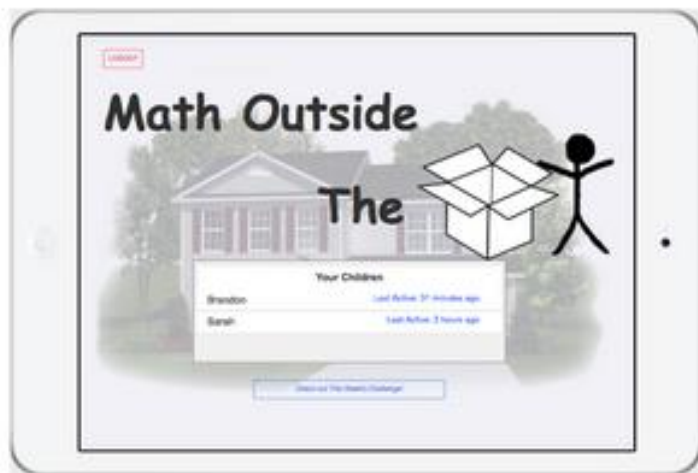 LOGOUT
Math Outside
The
Your Children
Brandon Last Active: 37 minutes ago
Sarah Last Active: 3 hours ago
Check out This Week's Challenge!